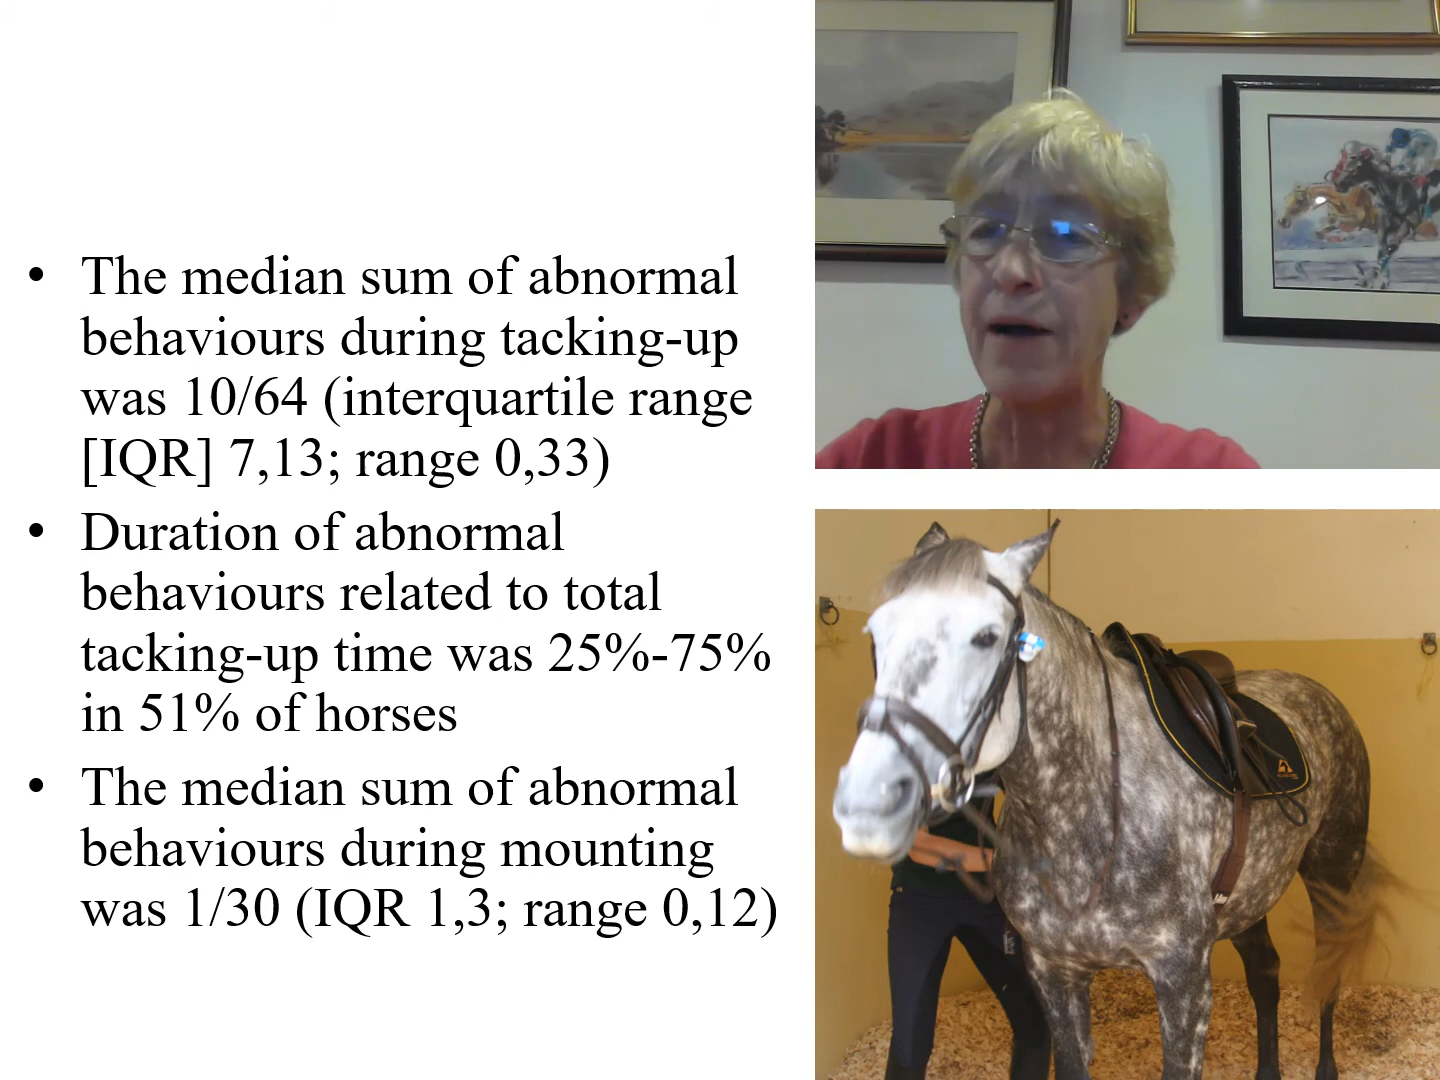 • The median sum of abnormal
behaviours during tacking-up
was 10/64 (interquartile range
[IQR] 7,13; range 0,33)
• Duration of abnormal
behaviours related to total
tacking-up time was 25%-75%
in 51% of horses
• The median sum of abnormal
behaviours during mounting
was 1/30 (IQR 1,3; range 0,12)